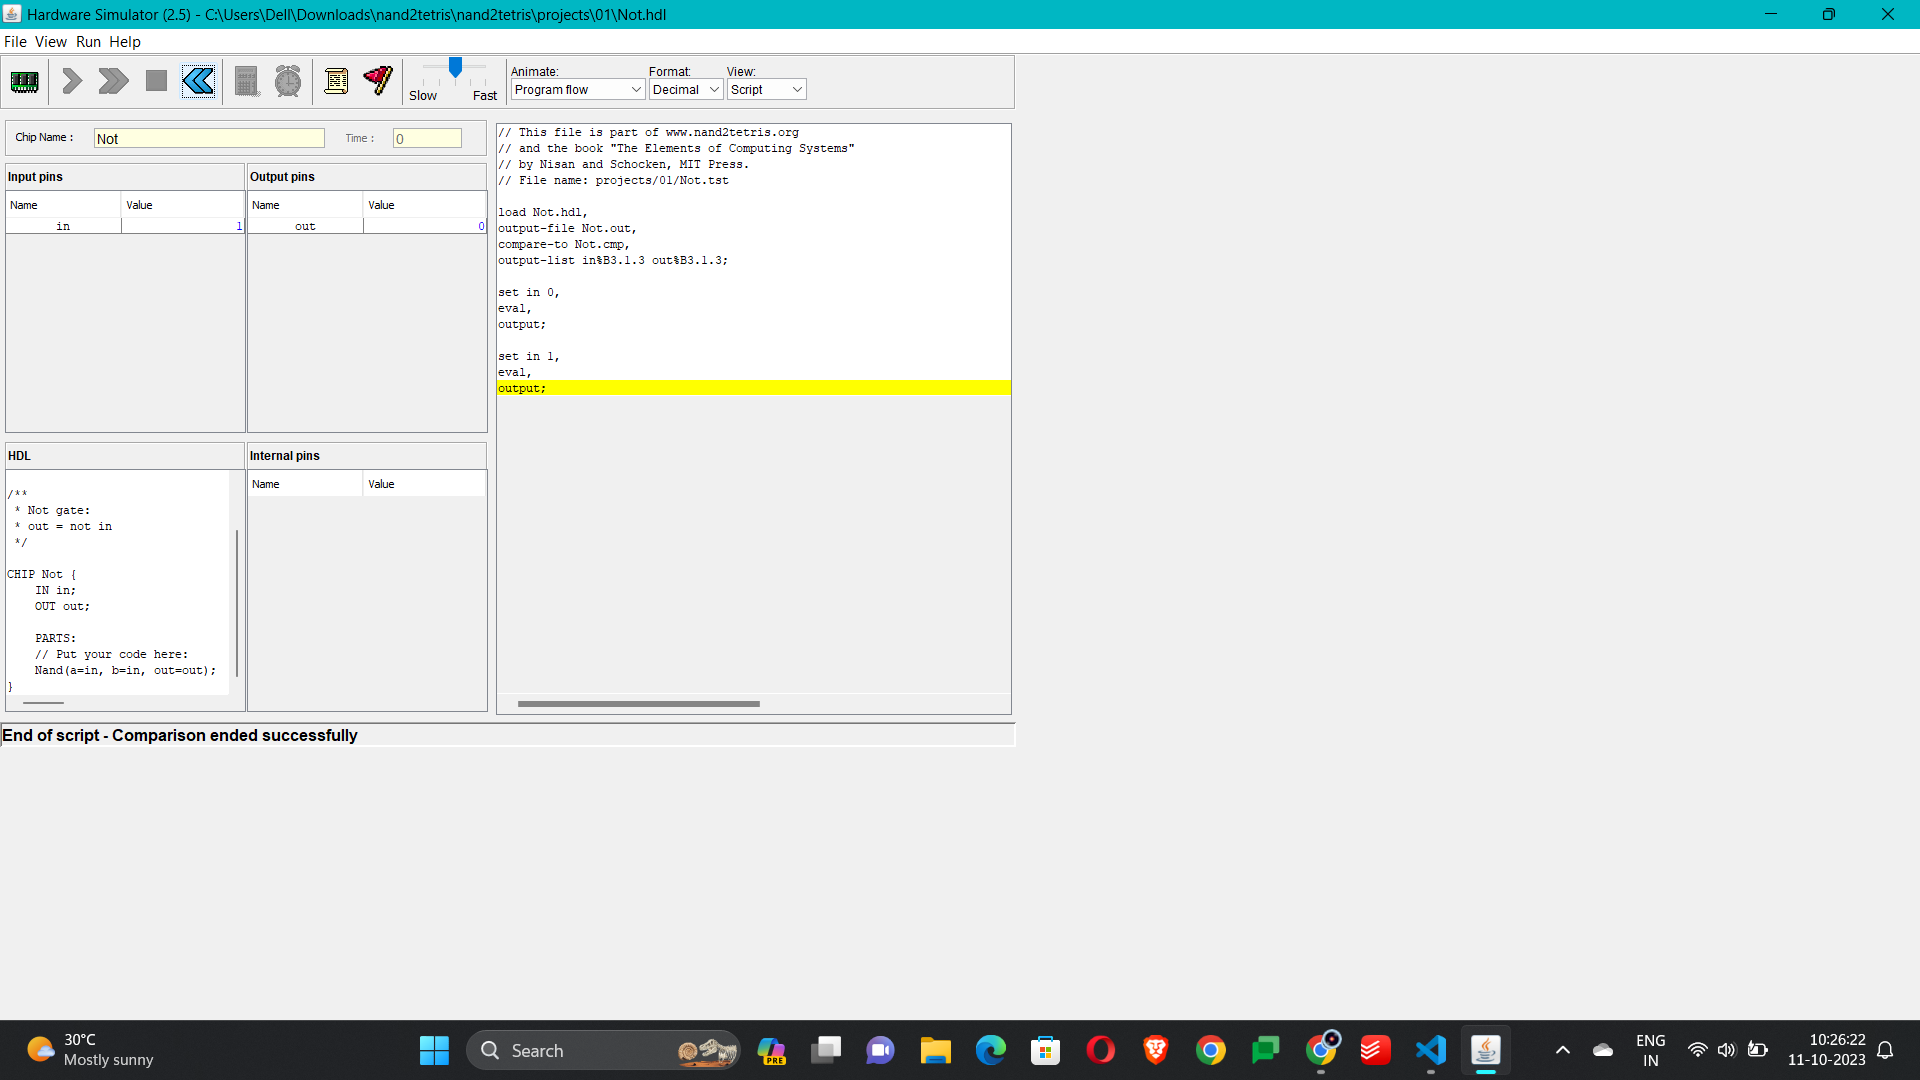 Hardware Simulator (2.5) - C:\Users\Dell\Downloads\nand2tetris\nand2tetris\projects\01\Not.hdl
File View Run Help
Slow Fast
Animate: Format: View:
Program flow Decimal Script
Chip Name : Not Time : 0
Input pins Output pins
Name Value Name Value
in 1 out 0
HDL Internal pins
Name Value
/**
* Not gate:
* out = not in
*/
CHIP Not {
IN in;
OUT out;
PARTS:
// Put your code here:
Nand(a=in, b=in, out=out);
}
// This file is part of www.nand2tetris.org
// and the book "The Elements of Computing Systems"
// by Nisan and Schocken, MIT Press.
// File name: projects/01/Not.tst
load Not.hdl,
output-file Not.out,
compare-to Not.cmp,
output-list in%B3.1.3 out%B3.1.3;
set in 0,
eval,
output;
set in 1,
eval,
output;
End of script - Comparison ended successfully
30°C
Mostly sunny
Search
PRE
ENG
IN
10:26:22
11-10-2023